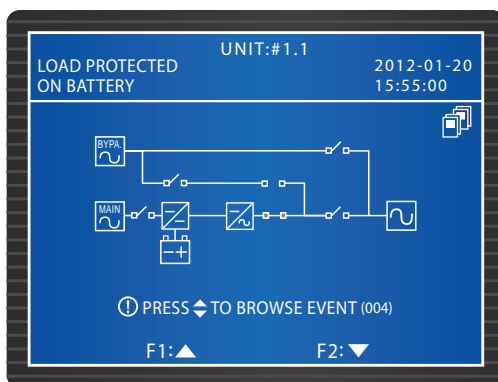 UNIT:#1.1
LOAD PROTECTED
ON BATTERY
2012-01-20
15:55:00
BYPA.
MAIN
PRESS TO BROWSE EVENT (004)
F1:
F2: